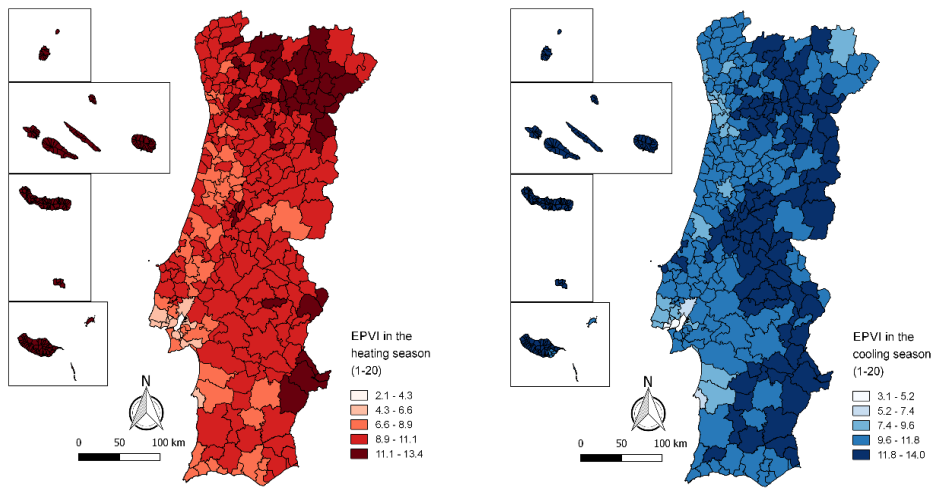 EPVI in the
heating season
(1-20)
2.1 - 4.3
4.3 - 6.6
6.6 - 8.9
8.9 - 11.1
11.1 - 13.4
N
0 50 100 km
EPVI in the
cooling season
(1-20)
3.1 - 5.2
5.2 - 7.4
7.4 - 9.6
9.6 - 11.8
11.8 - 14.0
N
0 50 100 km